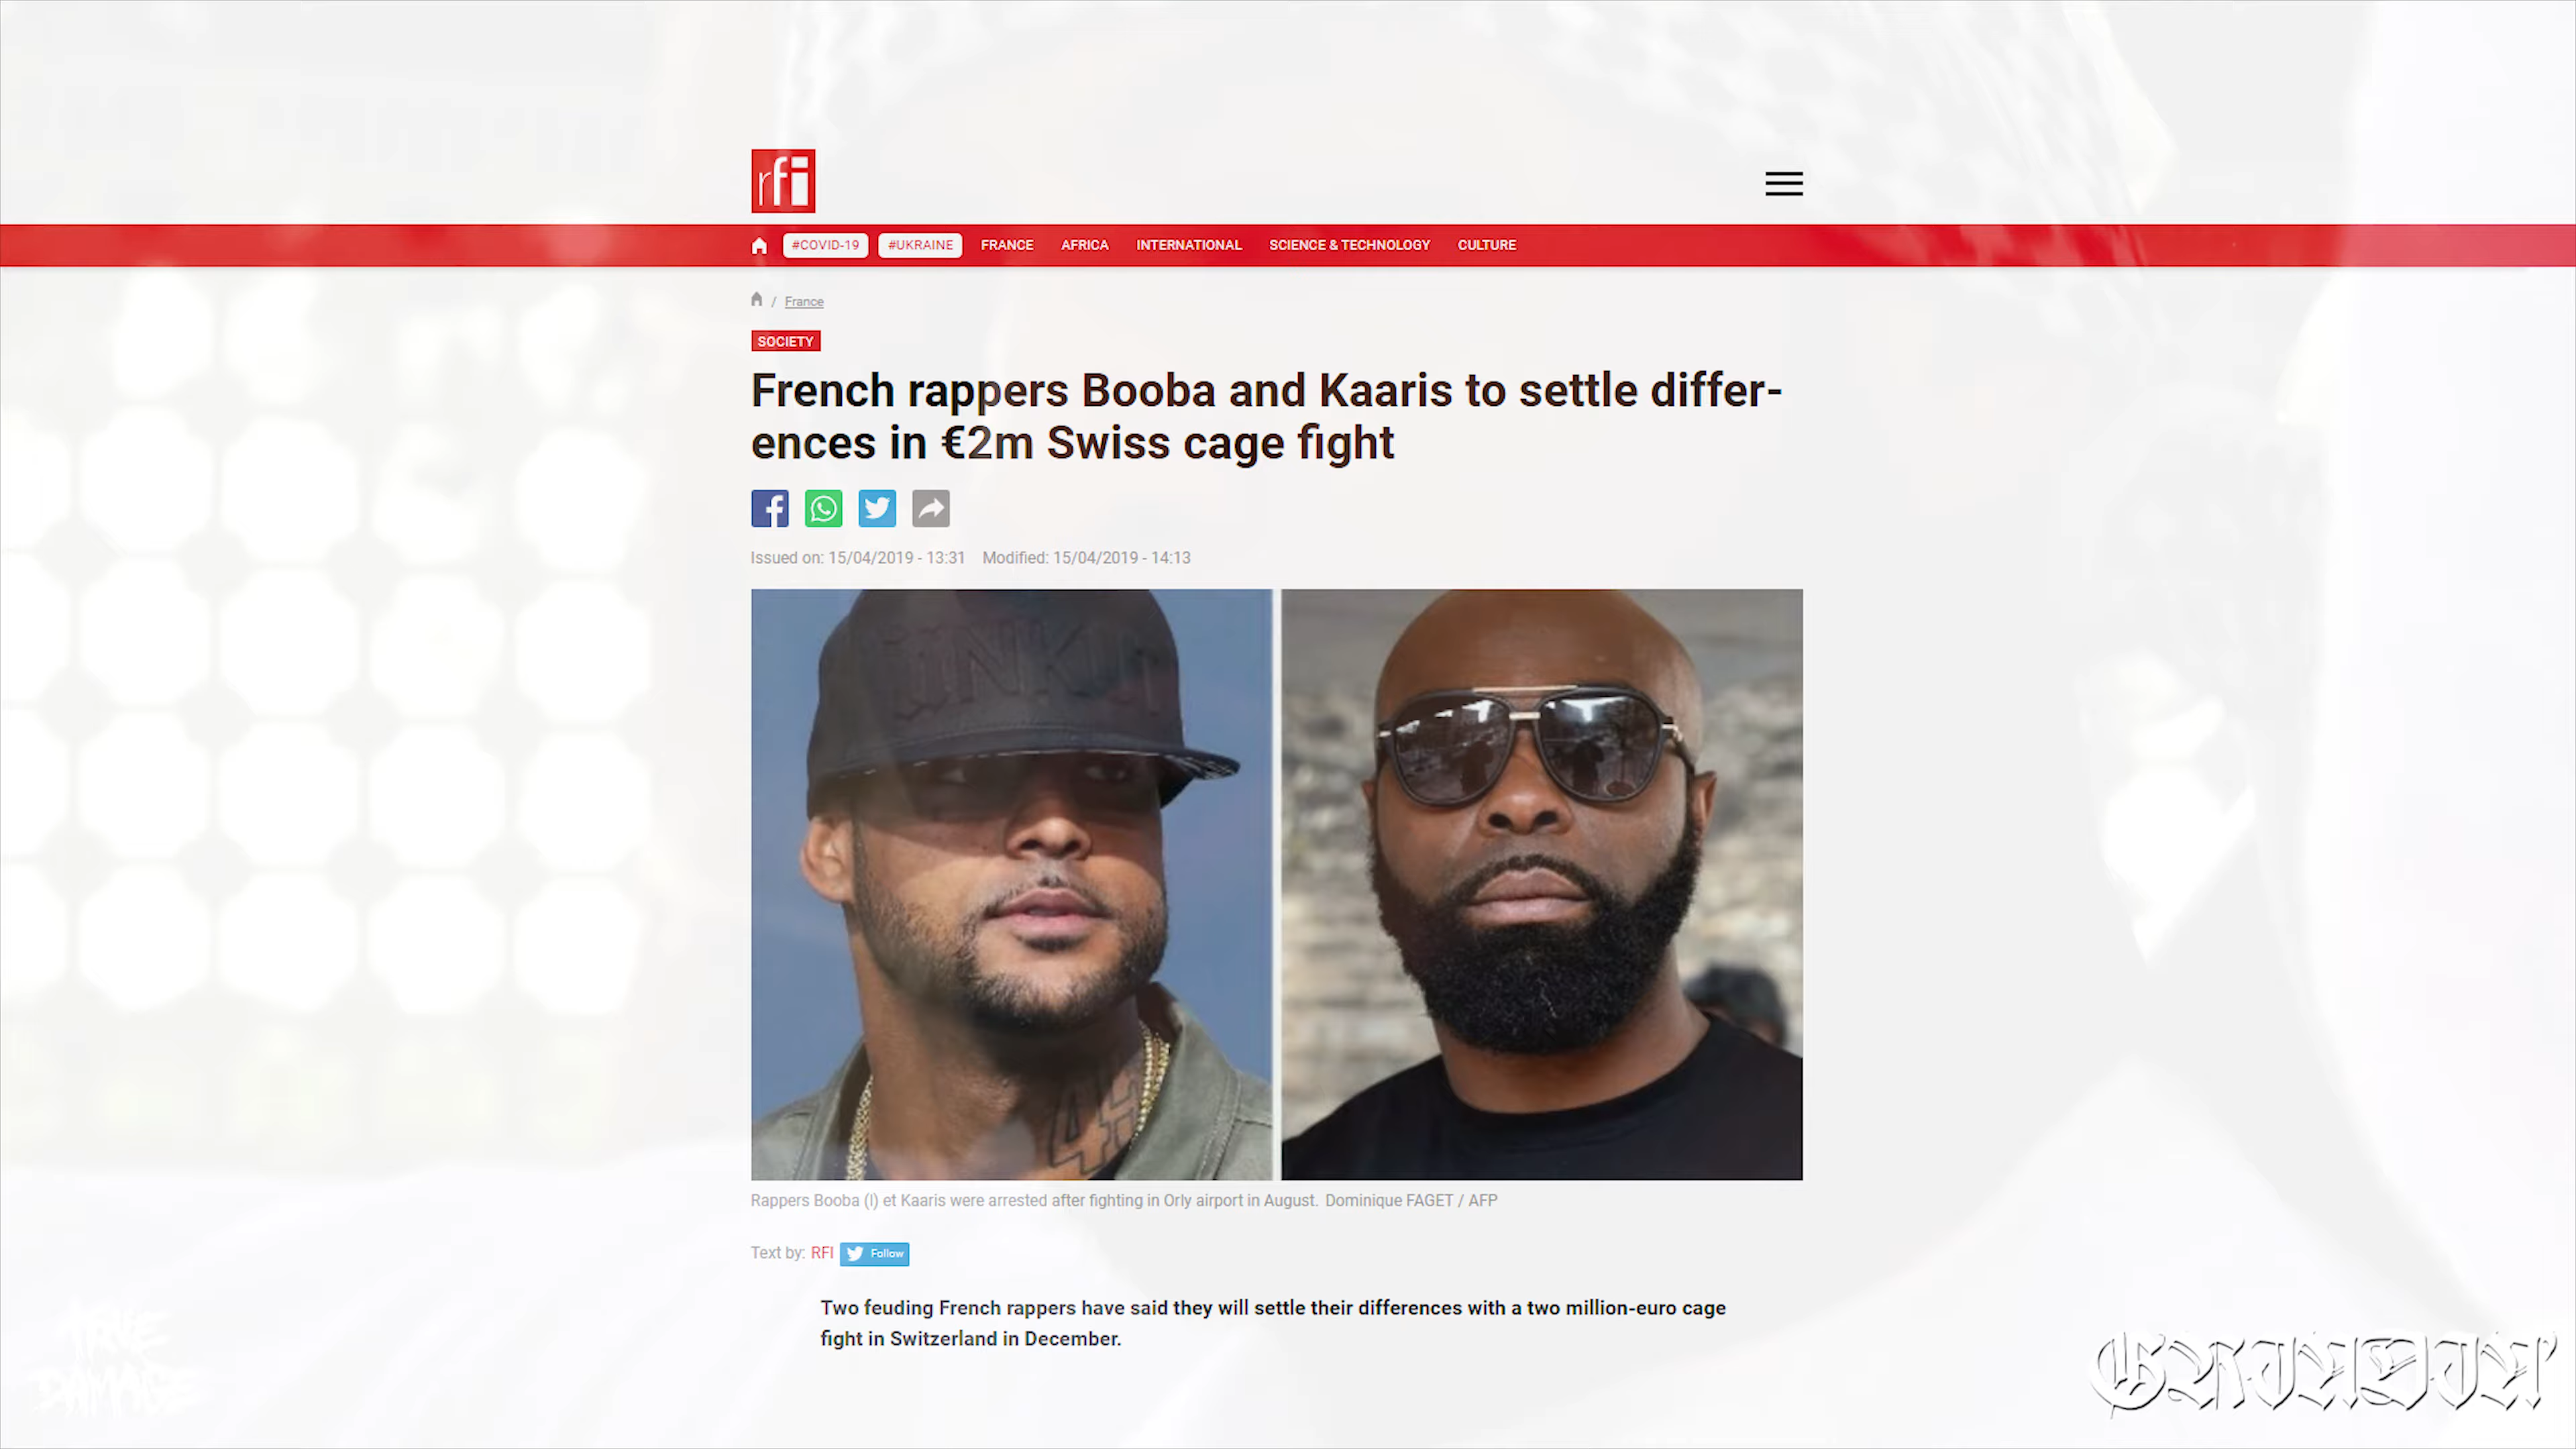 rfi
#COVID-19 #UKRAINE FRANCE AFRICA INTERNATIONAL SCIENCE & TECHNOLOGY CULTURE
/ France
SOCIETY
French rappers Booba and Kaaris to settle differ-
ences in €2m Swiss cage fight
Issued on: 15/04/2019 - 13:31 Modified: 15/04/2019 - 14:13
Rappers Booba (l) et Kaaris were arrested after fighting in Orly airport in August. Dominique FAGET / AFP
Text by: RFI Follow
Two feuding French rappers have said they will settle their differences with a two million-euro cage
fight in Switzerland in December.
DAMAGE